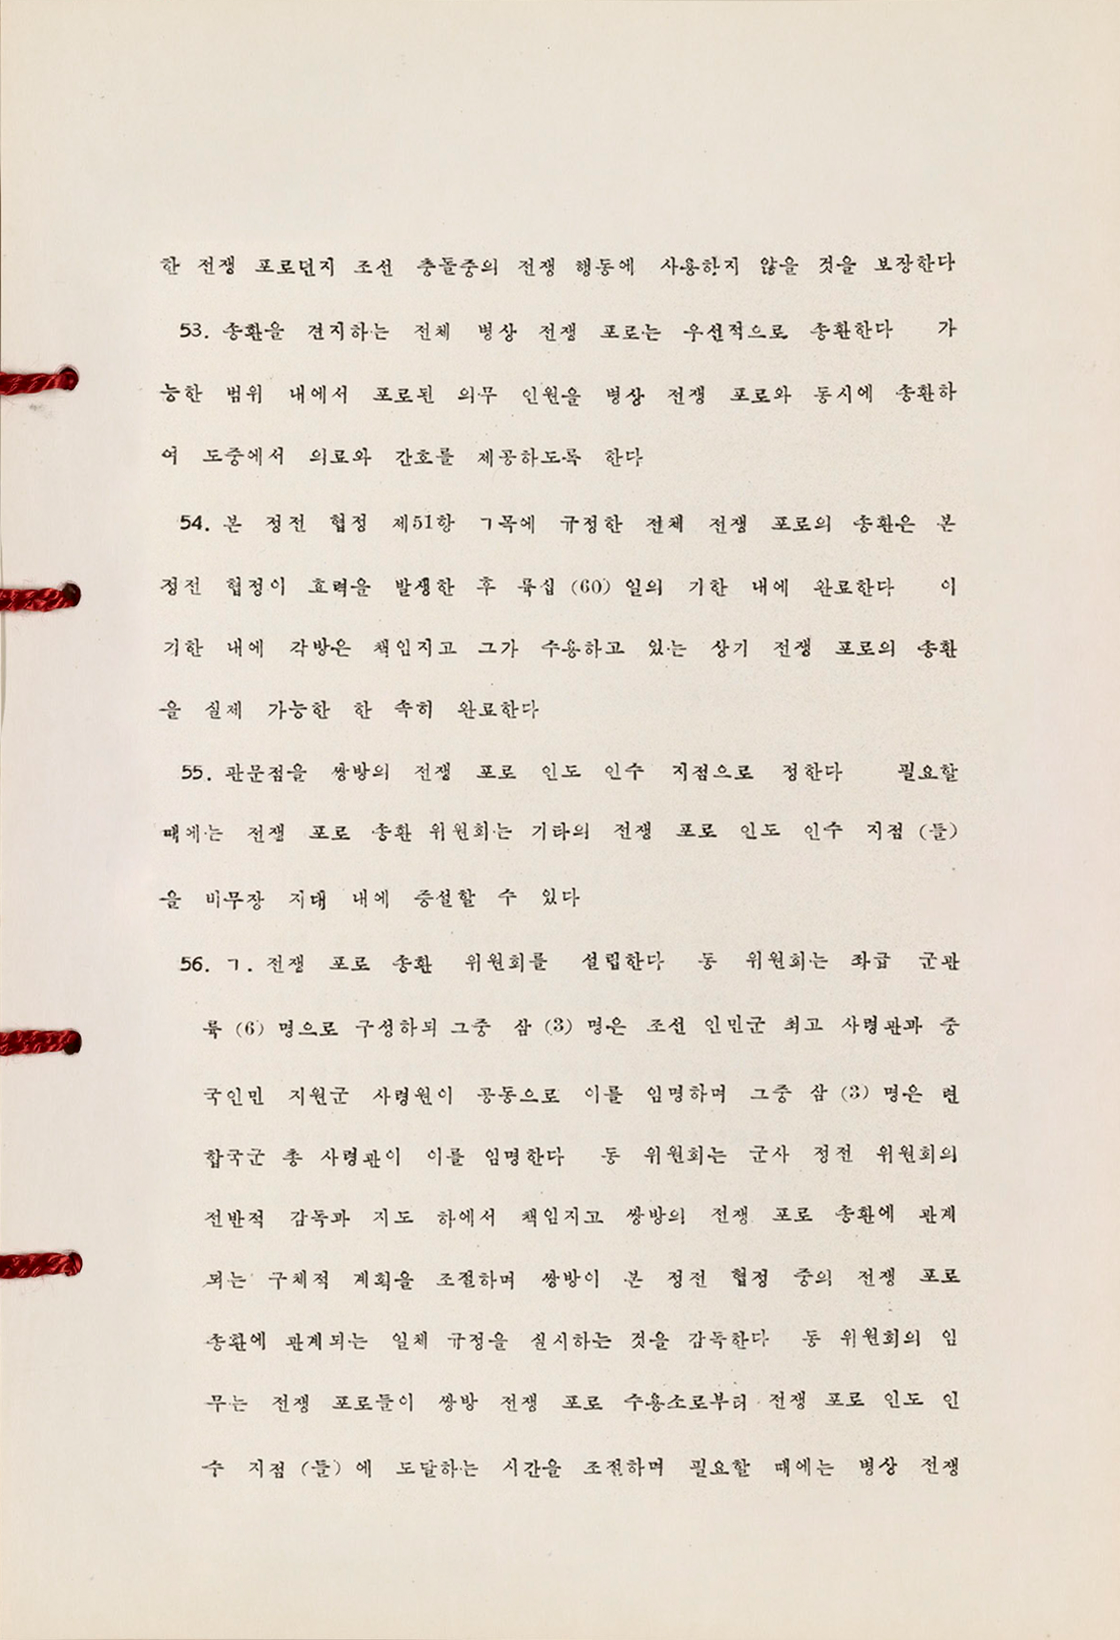 한 전쟁 포로던지 조선 충돌중의 전쟁 행동에 사용하지 않을 것을 보장한다
53. 송환을 견지하는 전체 병상 전쟁 포로는 우선적으로 송환한다 가
능한 범위 내에서 포로된 의무 인원을 병상 전쟁 포로와 동시에 송환하
여 도중에서 의료와 간호를 제공하도록 한다
54. 본 정전 협정 제51항 ㄱ목에 규정한 전체 전쟁 포로의 송환은 본
정전 협정이 효력을 발생한 후 륙십 (60) 일의 기한 내에 완료한다 이
기한 내에 각방은 책임지고 그가 수용하고 있는 상기 전쟁 포로의 송환
을 실제 가능한 한 속히 완료한다
55. 판문점을 쌍방의 전쟁 포로 인도 인수 지점으로 정한다 필요할
때에는 전쟁 포로 송환 위원회는 기타의 전쟁 포로 인도 인수 지점 (들)
을 비무장 지대 내에 증설할 수 있다
56. ㄱ. 전쟁 포로 송환 위원회를 설립한다 동 위원회는 좌급 군관
륙 (6) 명으로 구성하되 그중 삼 (3) 명은 조선 인민군 최고 사령관과 중
국인민 지원군 사령원이 공동으로 이를 임명하며 그중 삼 (3) 명은 련
합국군 총 사령관이 이를 임명한다 동 위원회는 군사 정전 위원회의
전반적 감독과 지도 하에서 책임지고 쌍방의 전쟁 포로 송환에 관계
되는 구체적 계획을 조절하며 쌍방이 본 정전 협정 중의 전쟁 포로
송환에 관계되는 일체 규정을 실시하는 것을 감독한다 동 위원회의 임
무는 전쟁 포로들이 쌍방 전쟁 포로 수용소로부터 전쟁 포로 인도 인
수 지점 (들) 에 도달하는 시간을 조절하며 필요할 때에는 병상 전쟁